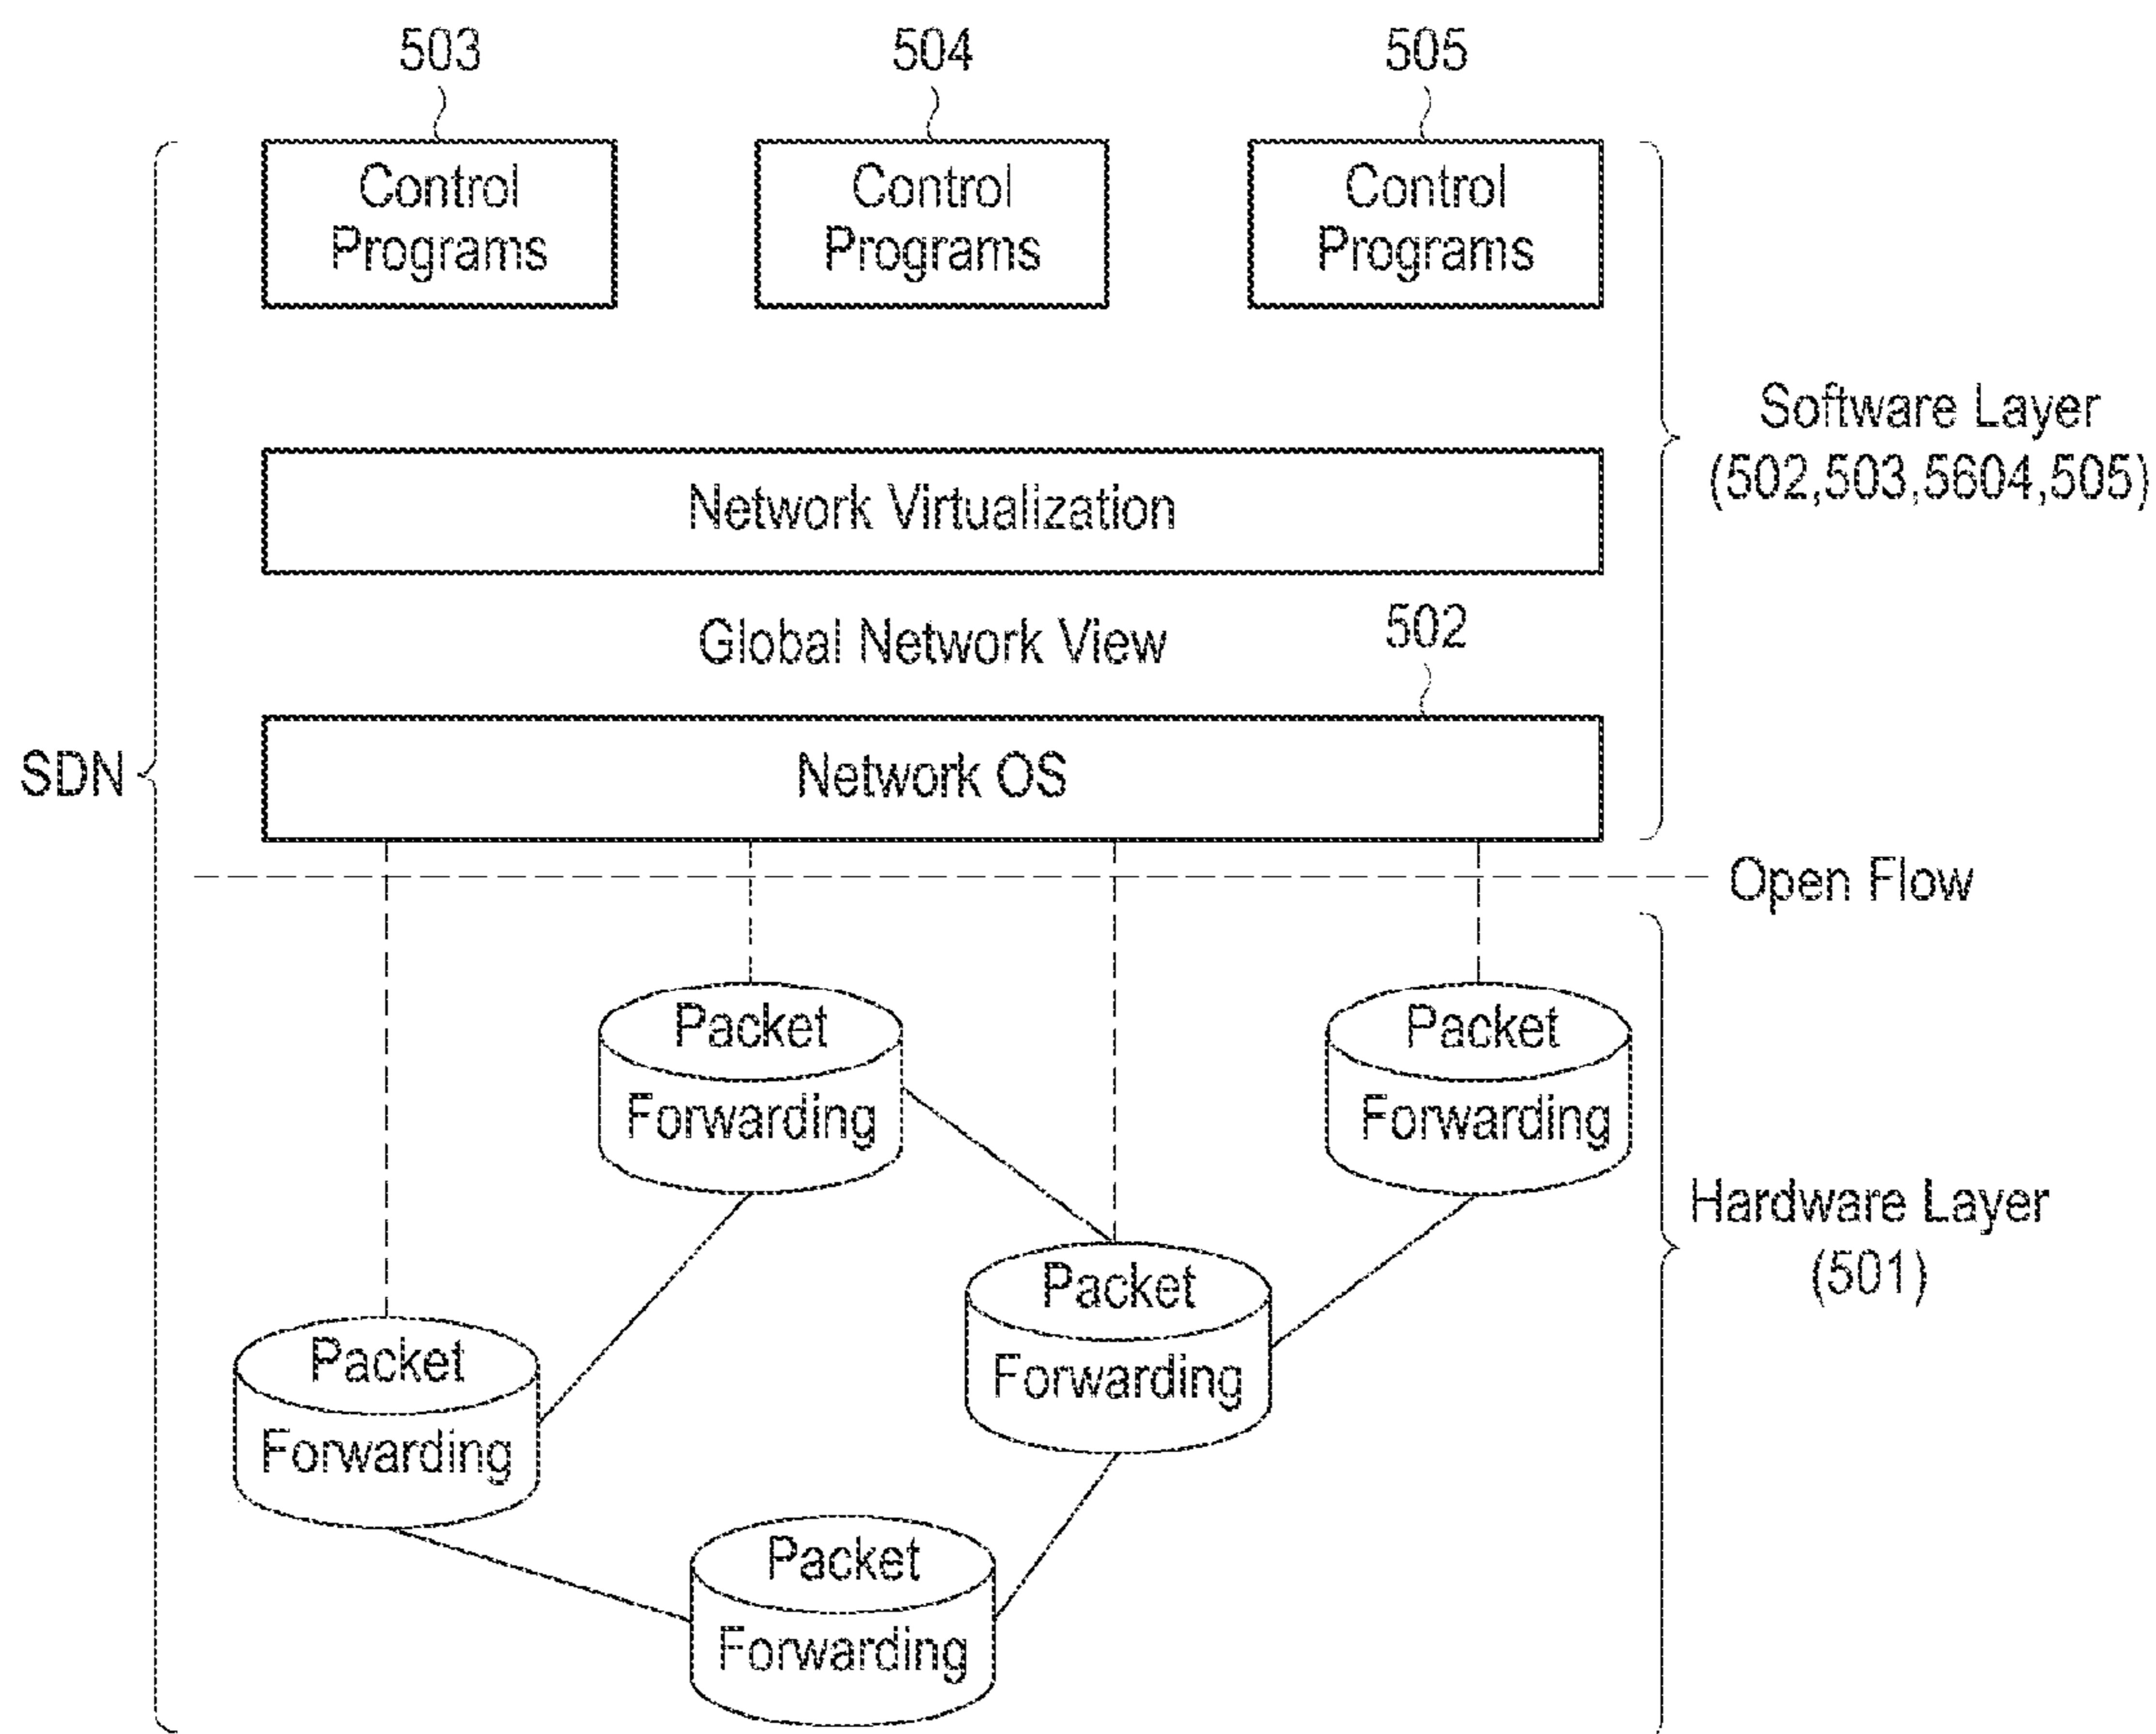 503
504
505
Control
Programs
Control
Programs
Control
Programs
Software Layer
(502,503,5604,505)
Network Virtualization
Global Network View
502
SDN
Network OS
Open Flow
Packet
Forwarding
Packet
Forwarding
Hardware Layer
(501)
Packet
Forwarding
Packet
Forwarding
Packet
Forwarding